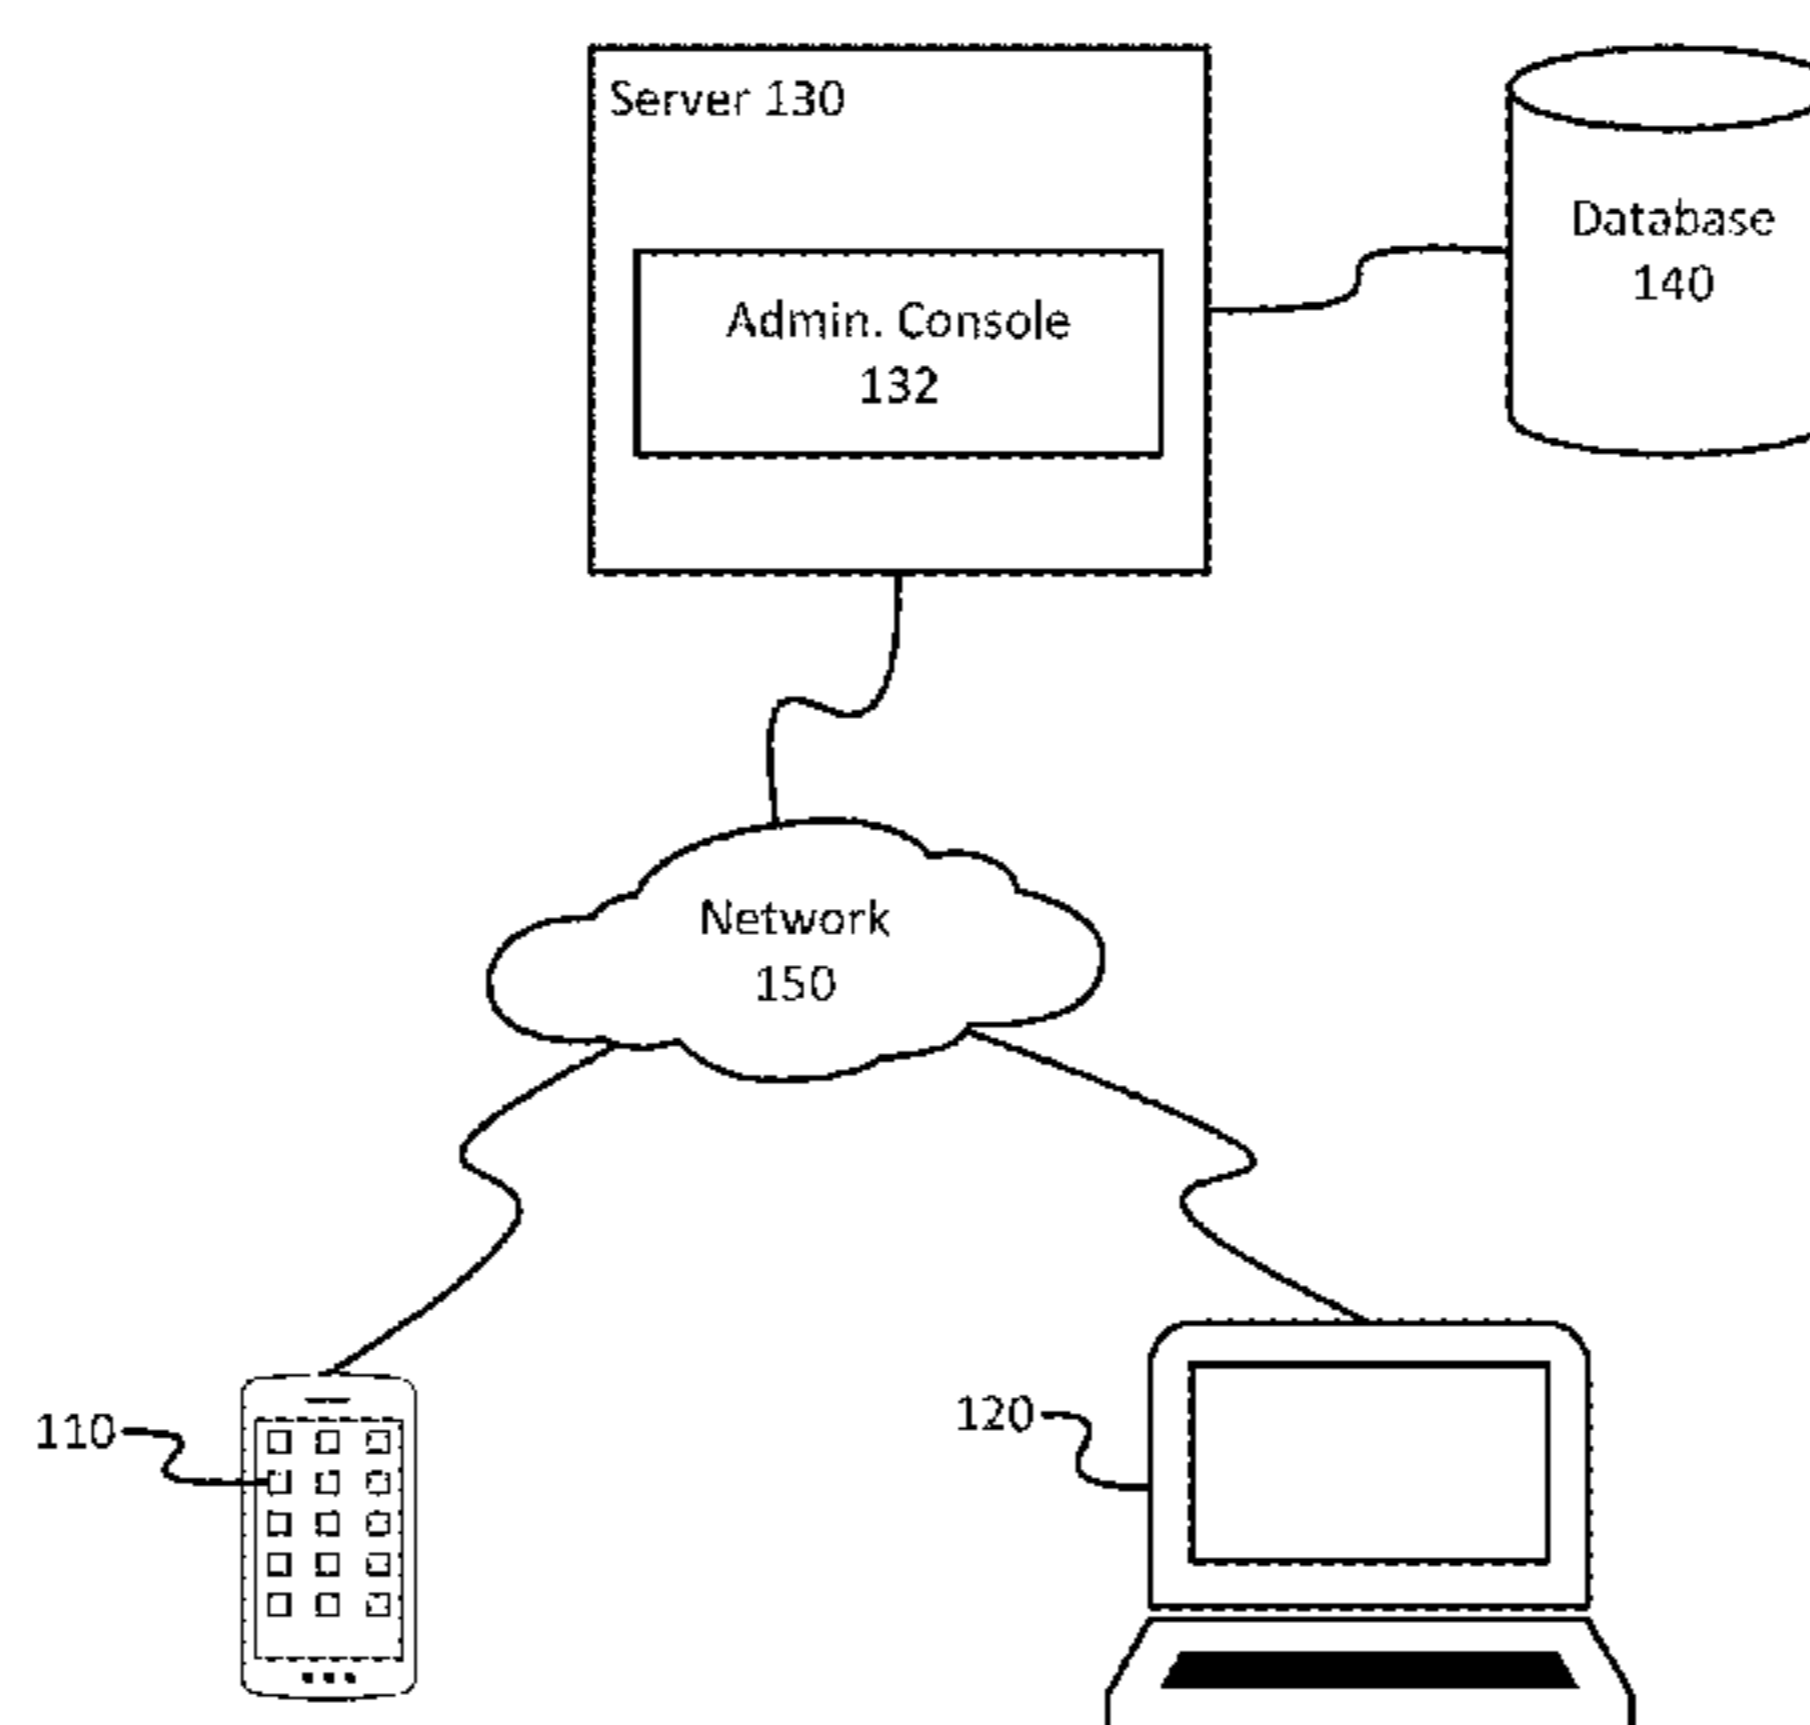 Server 130
Database
140
Admin. Console
132
Network
150
110
120